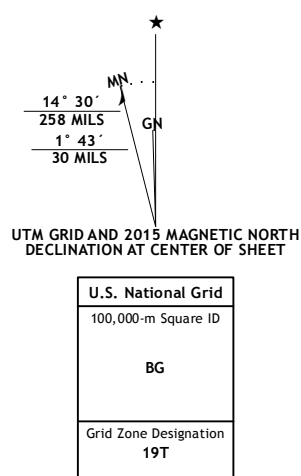 ★
MN
GN
14° 30´
258 MILS
1° 43´
30 MILS
UTM GRID AND 2015 MAGNETIC NORTH
DECLINATION AT CENTER OF SHEET
U.S. National Grid
100,000-m Square ID
BG
Grid Zone Designation
19T